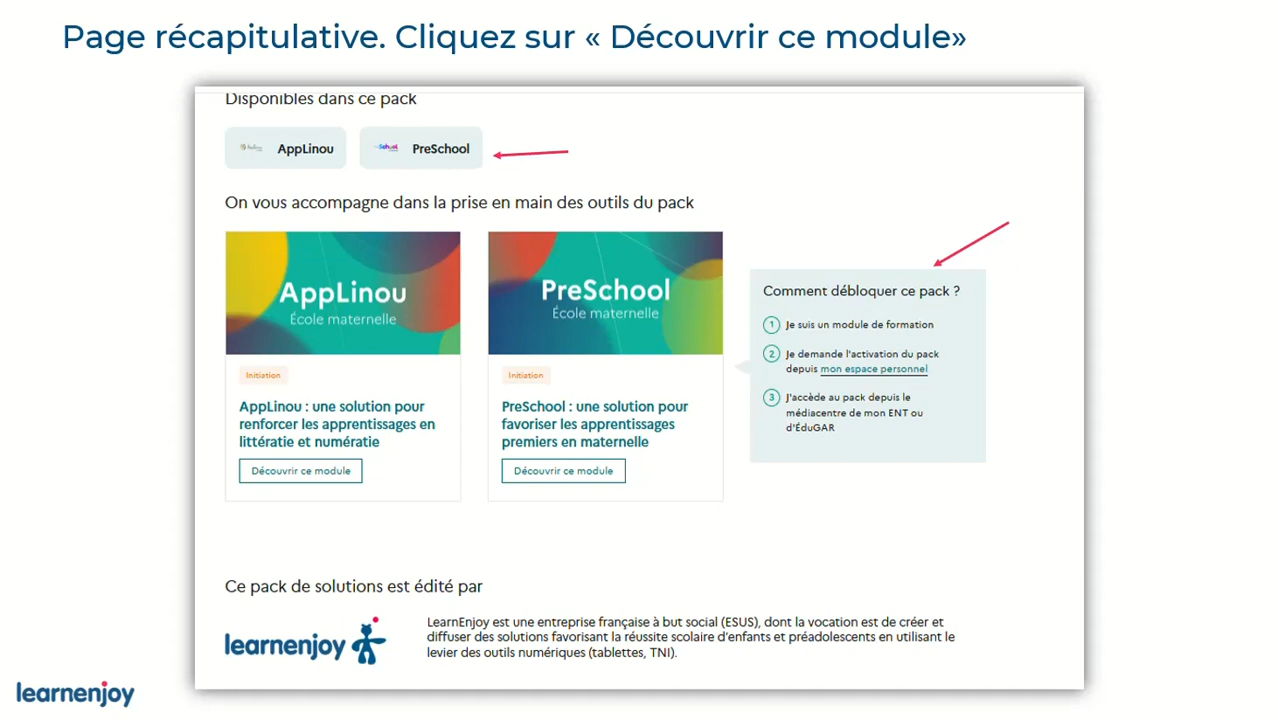 Page récapitulative. Cliquez sur « Découvrir ce module»
Disponibles dans ce pack
AppLinou
School
PreSchool
On vous accompagne dans la prise en main des outils du pack
AppLinou
École maternelle
Initiation
AppLinou : une solution pour
renforcer les apprentissages en
littératie et numératie
Découvrir ce module
PreSchool
École maternelle
Initiation
PreSchool : une solution pour
favoriser les apprentissages
premiers en maternelle
Découvrir ce module
Comment débloquer ce pack ?
1 Je suis un module de formation
2 Je demande l'activation du pack
depuis mon espace personnel
3 J'accède au pack depuis le
médiacentre de mon ENT ou
d'ÉduGAR
Ce pack de solutions est édité par
learnenjoy
LearnEnjoy est une entreprise française à but social (ESUS), dont la vocation est de créer et
diffuser des solutions favorisant la réussite scolaire d'enfants et préadolescents en utilisant le
levier des outils numériques (tablettes, TNI).
learnenjoy